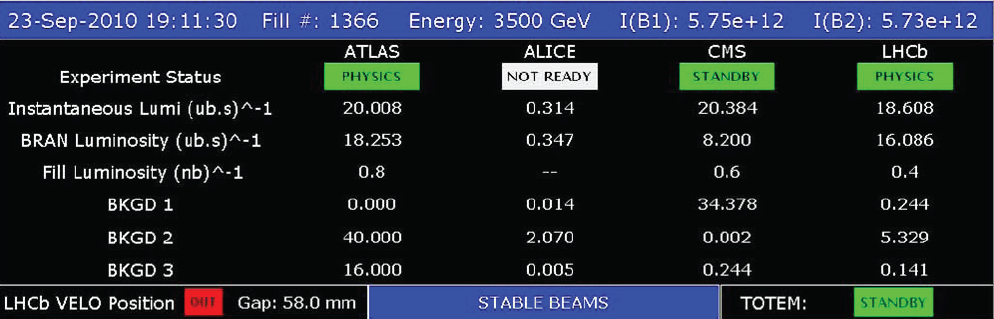 23-Sep-2010 19:11:30 Fill #: 1366 Energy: 3500 GeV I(B1): 5.75e+12 I(B2): 5.73e+12
ATLAS ALICE CMS LHCb
Experiment Status PHYSICS NOT READY STANDBY PHYSICS
Instantaneous Lumi (ub.s)^-1 20.008 0.314 20.384 18.608
BRAN Luminosity (ub.s)^-1 18.253 0.347 8.200 16.086
Fill Luminosity (nb)^-1 0.8 -- 0.6 0.4
BKGD 1 0.000 0.014 34.378 0.244
BKGD 2 40.000 2.070 0.002 5.329
BKGD 3 16.000 0.005 0.244 0.141
LHCb VELO Position OUT Gap: 58.0 mm STABLE BEAMS TOTEM: STANDBY